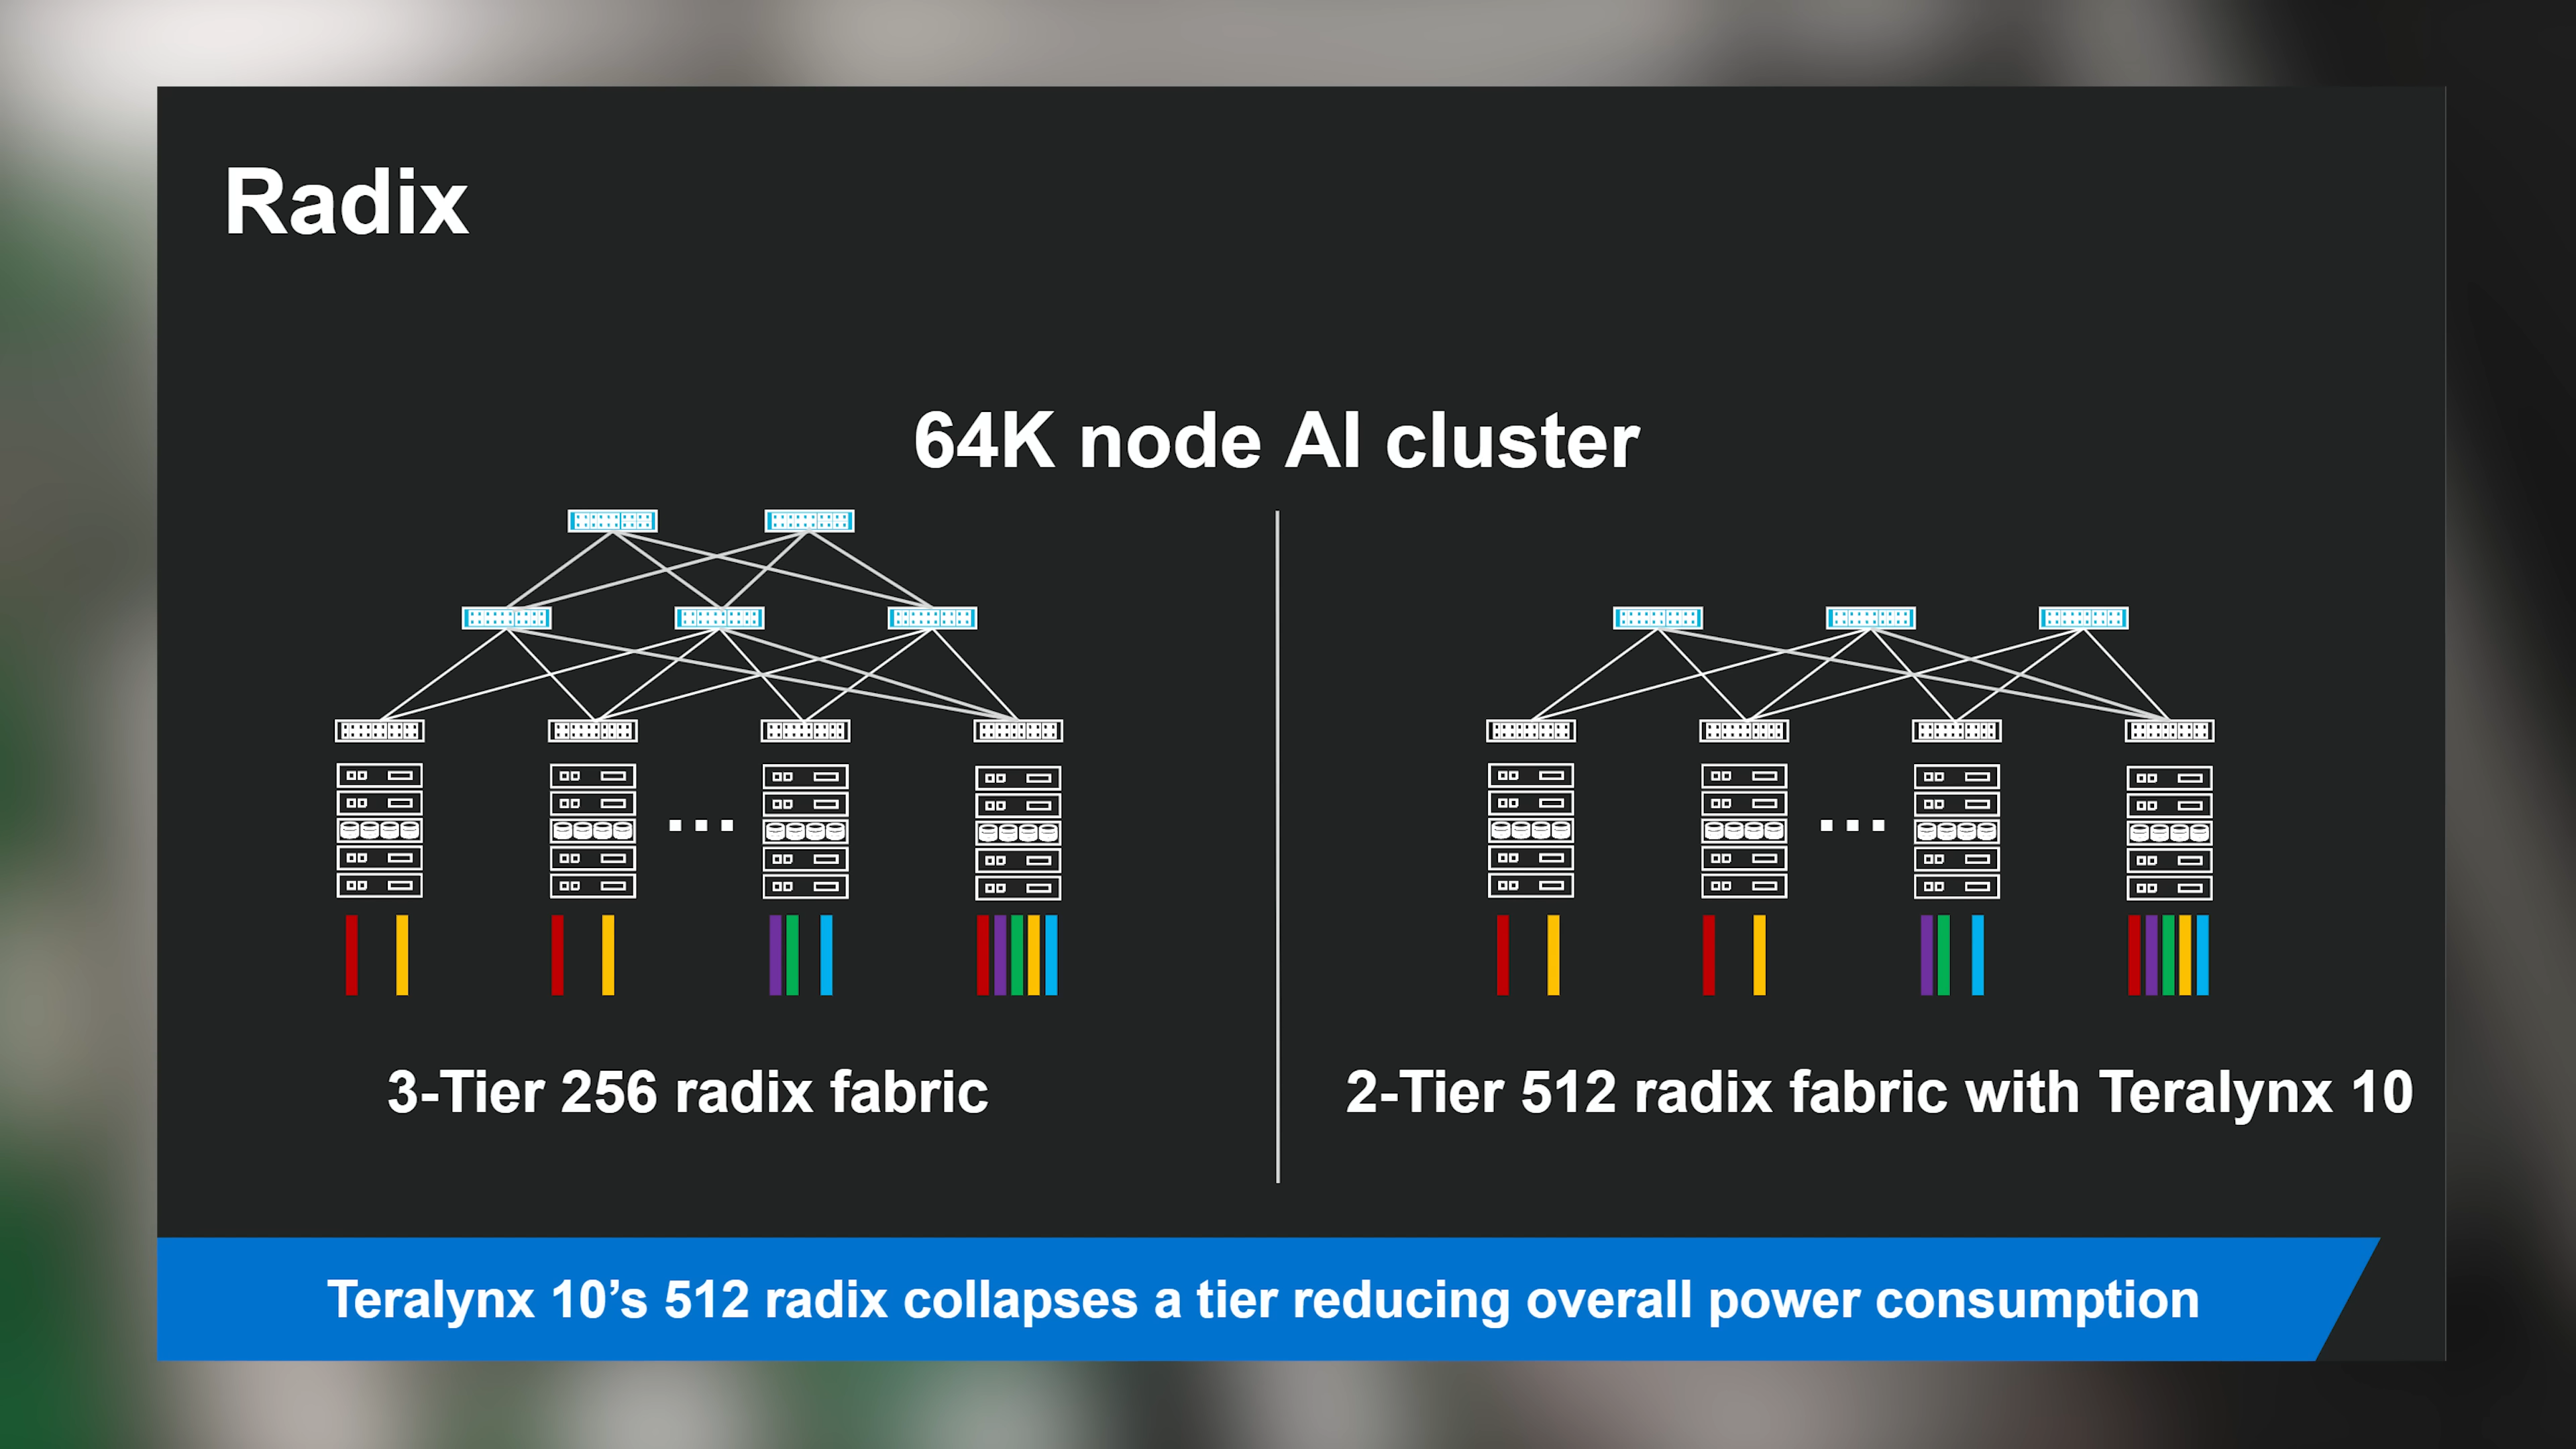 Radix
64K node AI cluster
3-Tier 256 radix fabric
2-Tier 512 radix fabric with Teralynx 10
Teralynx 10’s 512 radix collapses a tier reducing overall power consumption